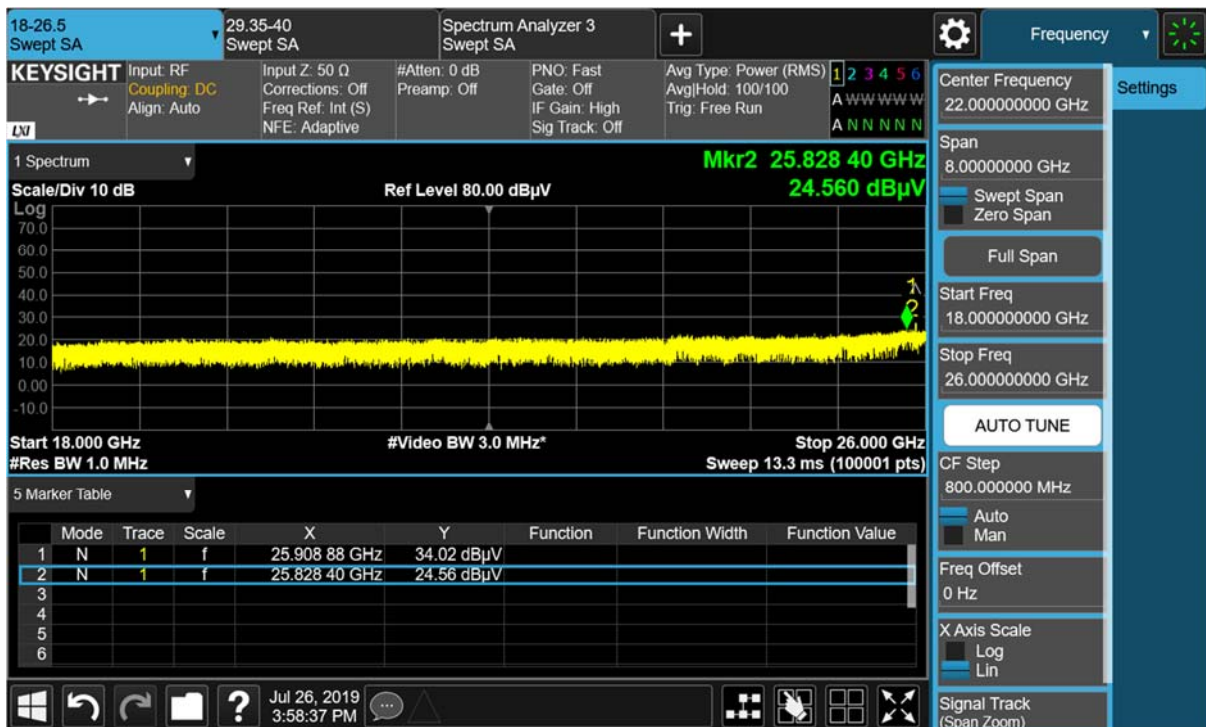 18-26.5
Swept SA
29.35-40
Swept SA
Spectrum Analyzer 3
Swept SA
+
Frequency
KEYSIGHT
LXI
Input: RF
Coupling: DC
Align: Auto
Input Z: 50 Ω
Corrections: Off
Freq Ref: Int (S)
NFE: Adaptive
#Atten: 0 dB
Preamp: Off
PNO: Fast
Gate: Off
IF Gain: High
Sig Track: Off
Avg Type: Power (RMS)
Avg|Hold: 100/100
Trig: Free Run
1 2 3 4 5 6
A W W W W W
A N N N N N
1 Spectrum
Mkr2 25.828 40 GHz
Scale/Div 10 dB
Ref Level 80.00 dBµV
24.560 dBµV
Log
70.0
60.0
50.0
40.0
30.0
20.0
10.0
0.00
-10.0
1
2
Start 18.000 GHz
#Video BW 3.0 MHz*
Stop 26.000 GHz
#Res BW 1.0 MHz
Sweep 13.3 ms (100001 pts)
5 Marker Table
Mode Trace Scale X Y Function Function Width Function Value
1 N 1 f 25.908 88 GHz 34.02 dBµV
2 N 1 f 25.828 40 GHz 24.56 dBµV
3
4
5
6
?
Jul 26, 2019
3:58:37 PM
Center Frequency
22.000000000 GHz
Span
8.00000000 GHz
Swept Span
Zero Span
Full Span
Start Freq
18.000000000 GHz
Stop Freq
26.000000000 GHz
AUTO TUNE
CF Step
800.000000 MHz
Auto
Man
Freq Offset
0 Hz
X Axis Scale
Log
Lin
Signal Track
(Span Zoom)
Settings